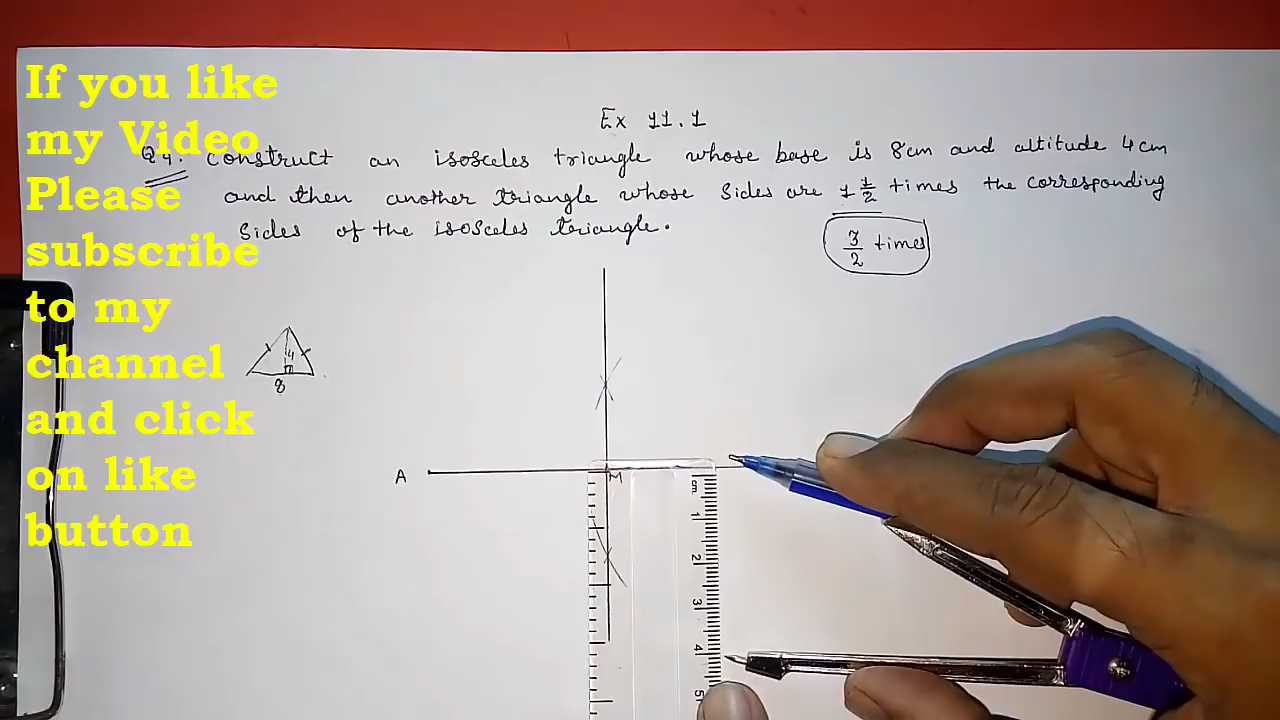 If you like
my Video
Please
subscribe
to my
channel
and click
on like
button
Ex 11.1
Q4. Construct an isosceles triangle whose base is 8cm and altitude 4cm
and then another triangle whose sides are 1 1/2 times the corresponding
sides of the isosceles triangle.
3/2 times
4
8
A
M
cm
1
2
3
4
5